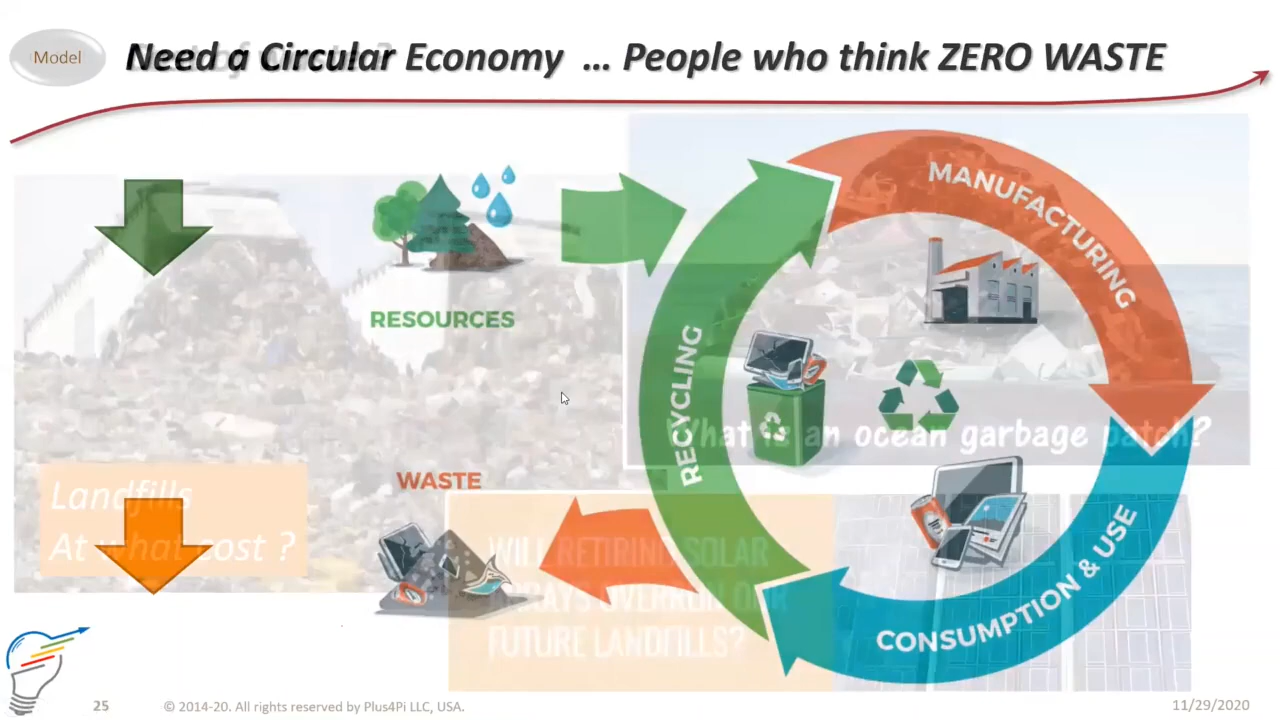 Model
Need a Circular Economy ... People who think ZERO WASTE
RESOURCES
MANUFACTURING
RECYCLING
What is an ocean garbage patch?
WASTE
Landfills
At what cost ?
WILL RETIRING SOLAR
ARRAYS OVERRUN OUR
FUTURE LANDFILLS?
CONSUMPTION & USE
25
© 2014-20. All rights reserved by Plus4Pi LLC, USA.
11/29/2020